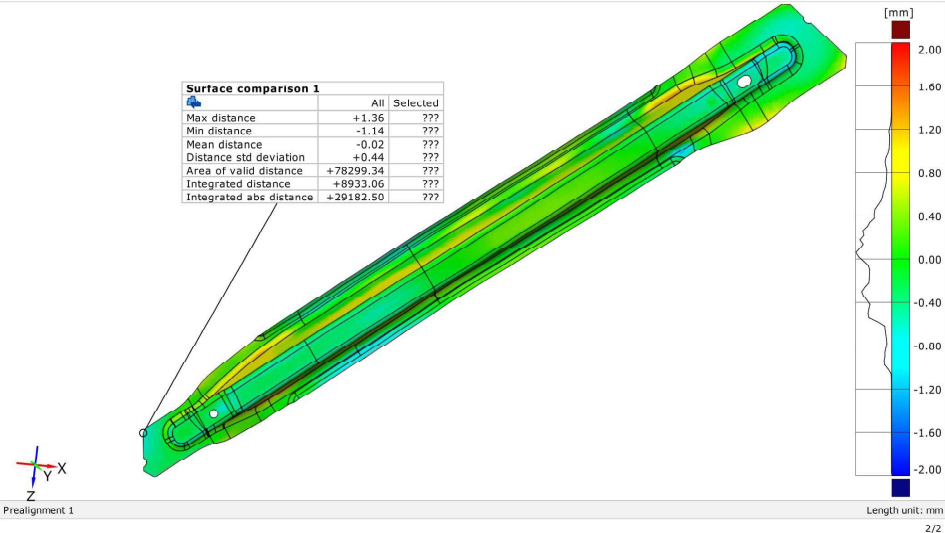 [mm]
Surface comparison 1
All Selected
Max distance +1.36 ???
Min distance -1.14 ???
Mean distance -0.02 ???
Distance std deviation +0.44 ???
Area of valid distance +78299.34 ???
Integrated distance +8933.06 ???
Integrated abs distance +29182.50 ???
2.00
1.60
1.20
0.80
0.40
0.00
-0.40
-0.80
-1.20
-1.60
-2.00
X
Y
Z
Prealignment 1
Length unit: mm
2/2